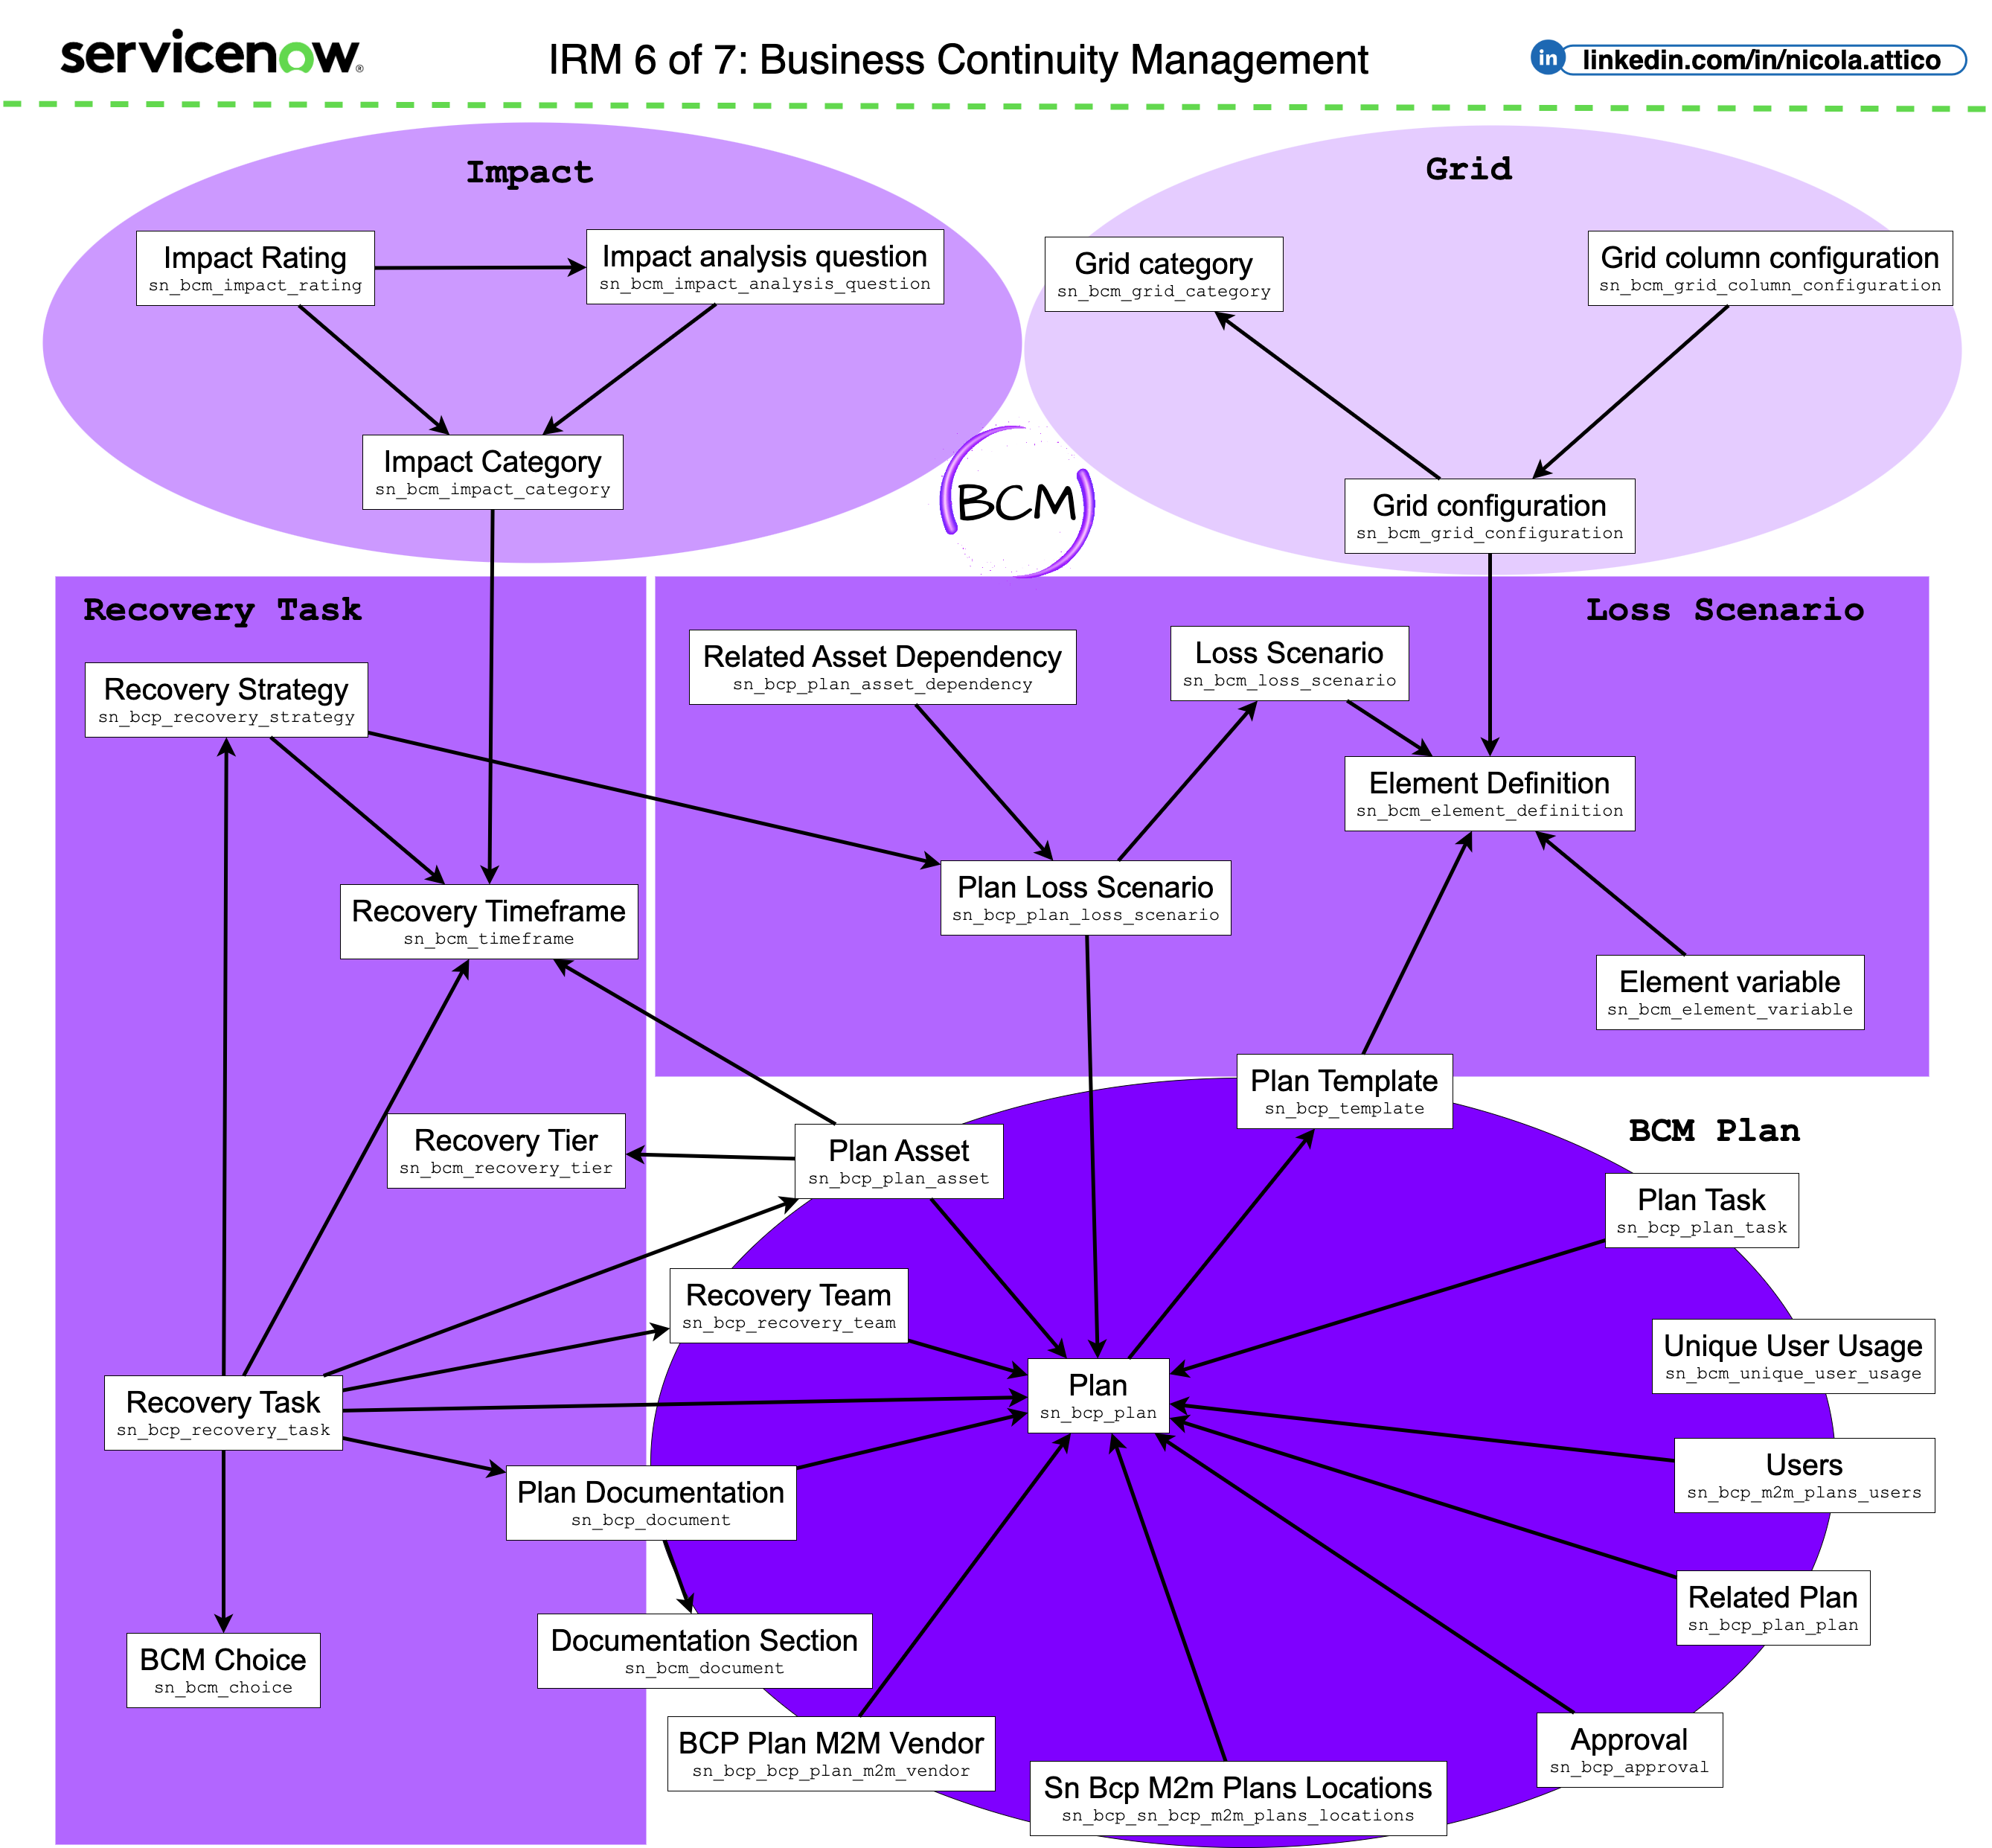 servicenow®
IRM 6 of 7: Business Continuity Management
in linkedin.com/in/nicola.attico
Impact
Impact Rating
sn_bcm_impact_rating
Impact analysis question
sn_bcm_impact_analysis_question
Impact Category
sn_bcm_impact_category
Grid
Grid category
sn_bcm_grid_category
Grid column configuration
sn_bcm_grid_column_configuration
Grid configuration
sn_bcm_grid_configuration
BCM
Recovery Task
Recovery Strategy
sn_bcp_recovery_strategy
Recovery Timeframe
sn_bcm_timeframe
Recovery Tier
sn_bcm_recovery_tier
Recovery Task
sn_bcp_recovery_task
BCM Choice
sn_bcm_choice
Loss Scenario
Related Asset Dependency
sn_bcp_plan_asset_dependency
Loss Scenario
sn_bcm_loss_scenario
Element Definition
sn_bcm_element_definition
Plan Loss Scenario
sn_bcp_plan_loss_scenario
Element variable
sn_bcm_element_variable
BCM Plan
Plan Template
sn_bcp_template
Plan Asset
sn_bcp_plan_asset
Plan Task
sn_bcp_plan_task
Recovery Team
sn_bcp_recovery_team
Unique User Usage
sn_bcm_unique_user_usage
Plan
sn_bcp_plan
Users
sn_bcp_m2m_plans_users
Plan Documentation
sn_bcp_document
Related Plan
sn_bcp_plan_plan
Documentation Section
sn_bcm_document
BCP Plan M2M Vendor
sn_bcp_bcp_plan_m2m_vendor
Approval
sn_bcp_approval
Sn Bcp M2m Plans Locations
sn_bcp_sn_bcp_m2m_plans_locations